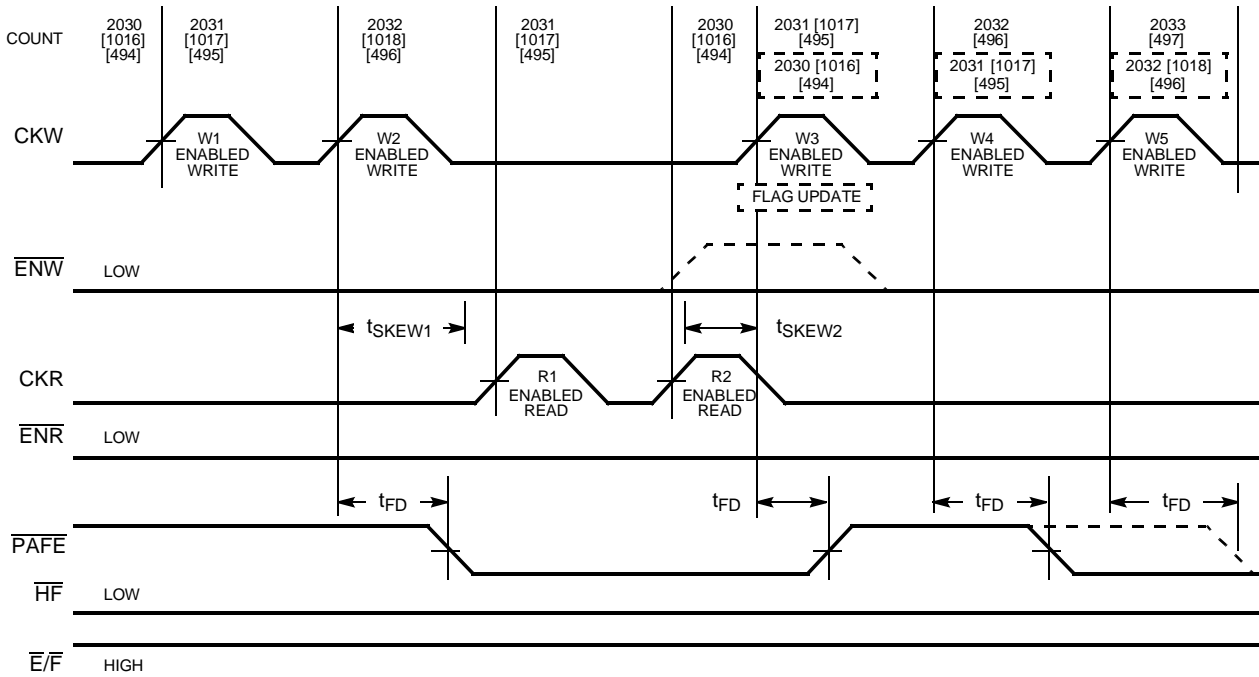 COUNT
2030
[1016]
[494]
2031
[1017]
[495]
2032
[1018]
[496]
2031
[1017]
[495]
2030
[1016]
[494]
2031 [1017]
[495]
2032
[496]
2033
[497]
2030 [1016]
[494]
2031 [1017]
[495]
2032 [1018]
[496]
CKW
W1
ENABLED
WRITE
W2
ENABLED
WRITE
W3
ENABLED
WRITE
W4
ENABLED
WRITE
W5
ENABLED
WRITE
FLAG UPDATE
ENW
LOW
tSKEW1
tSKEW2
CKR
R1
ENABLED
READ
R2
ENABLED
READ
ENR
LOW
tFD
tFD
tFD
tFD
PAFE
HF
LOW
E/F
HIGH